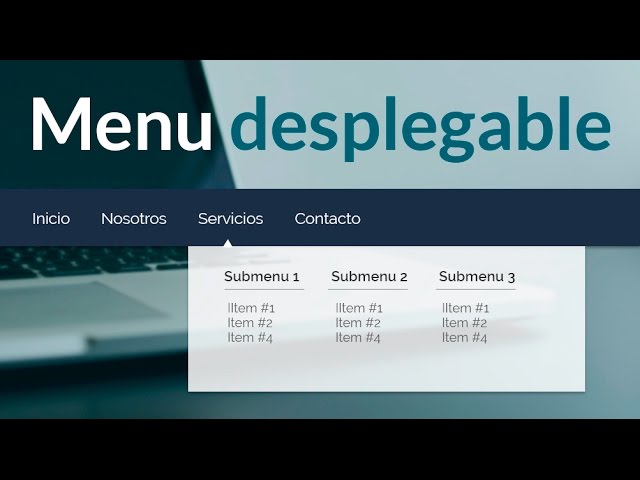 Menu desplegable
Inicio Nosotros Servicios Contacto
Submenu 1 Submenu 2 Submenu 3
IItem #1 IItem #1 IItem #1
Item #2 Item #2 Item #2
Item #4 Item #4 Item #4